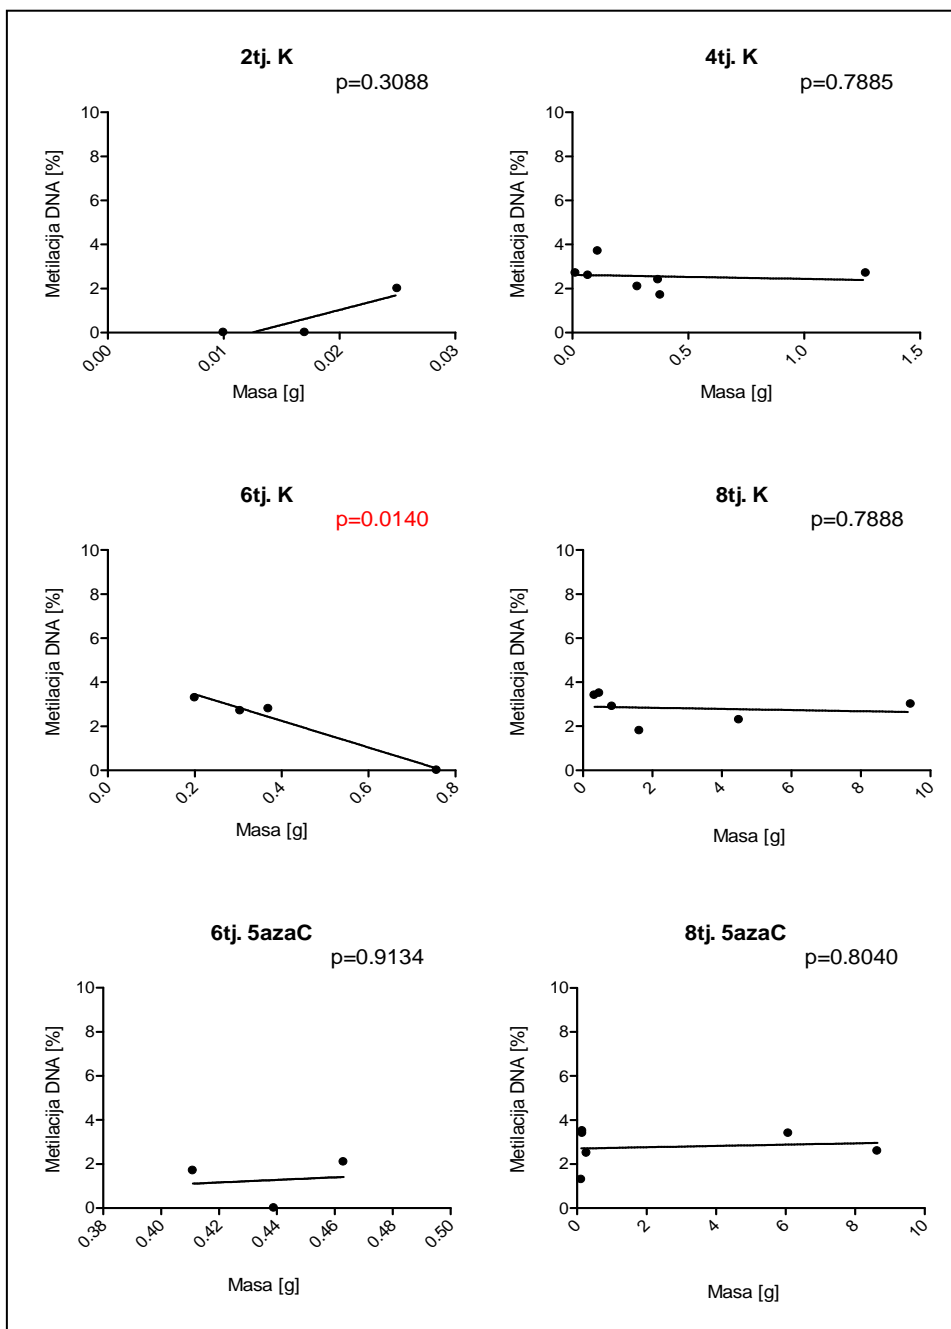 2tj. K
p=0.3088
Metilacija DNA [%]
10
8
6
4
2
0
0.00
0.01
0.02
0.03
Masa [g]
4tj. K
p=0.7885
Metilacija DNA [%]
10
8
6
4
2
0
0.0
0.5
1.0
1.5
Masa [g]
6tj. K
p=0.0140
Metilacija DNA [%]
10
8
6
4
2
0
0.0
0.2
0.4
0.6
0.8
Masa [g]
8tj. K
p=0.7888
Metilacija DNA [%]
10
8
6
4
2
0
0
2
4
6
8
10
Masa [g]
6tj. 5azaC
p=0.9134
Metilacija DNA [%]
10
8
6
4
2
0
0.38
0.40
0.42
0.44
0.46
0.48
0.50
Masa [g]
8tj. 5azaC
p=0.8040
Metilacija DNA [%]
10
8
6
4
2
0
0
2
4
6
8
10
Masa [g]